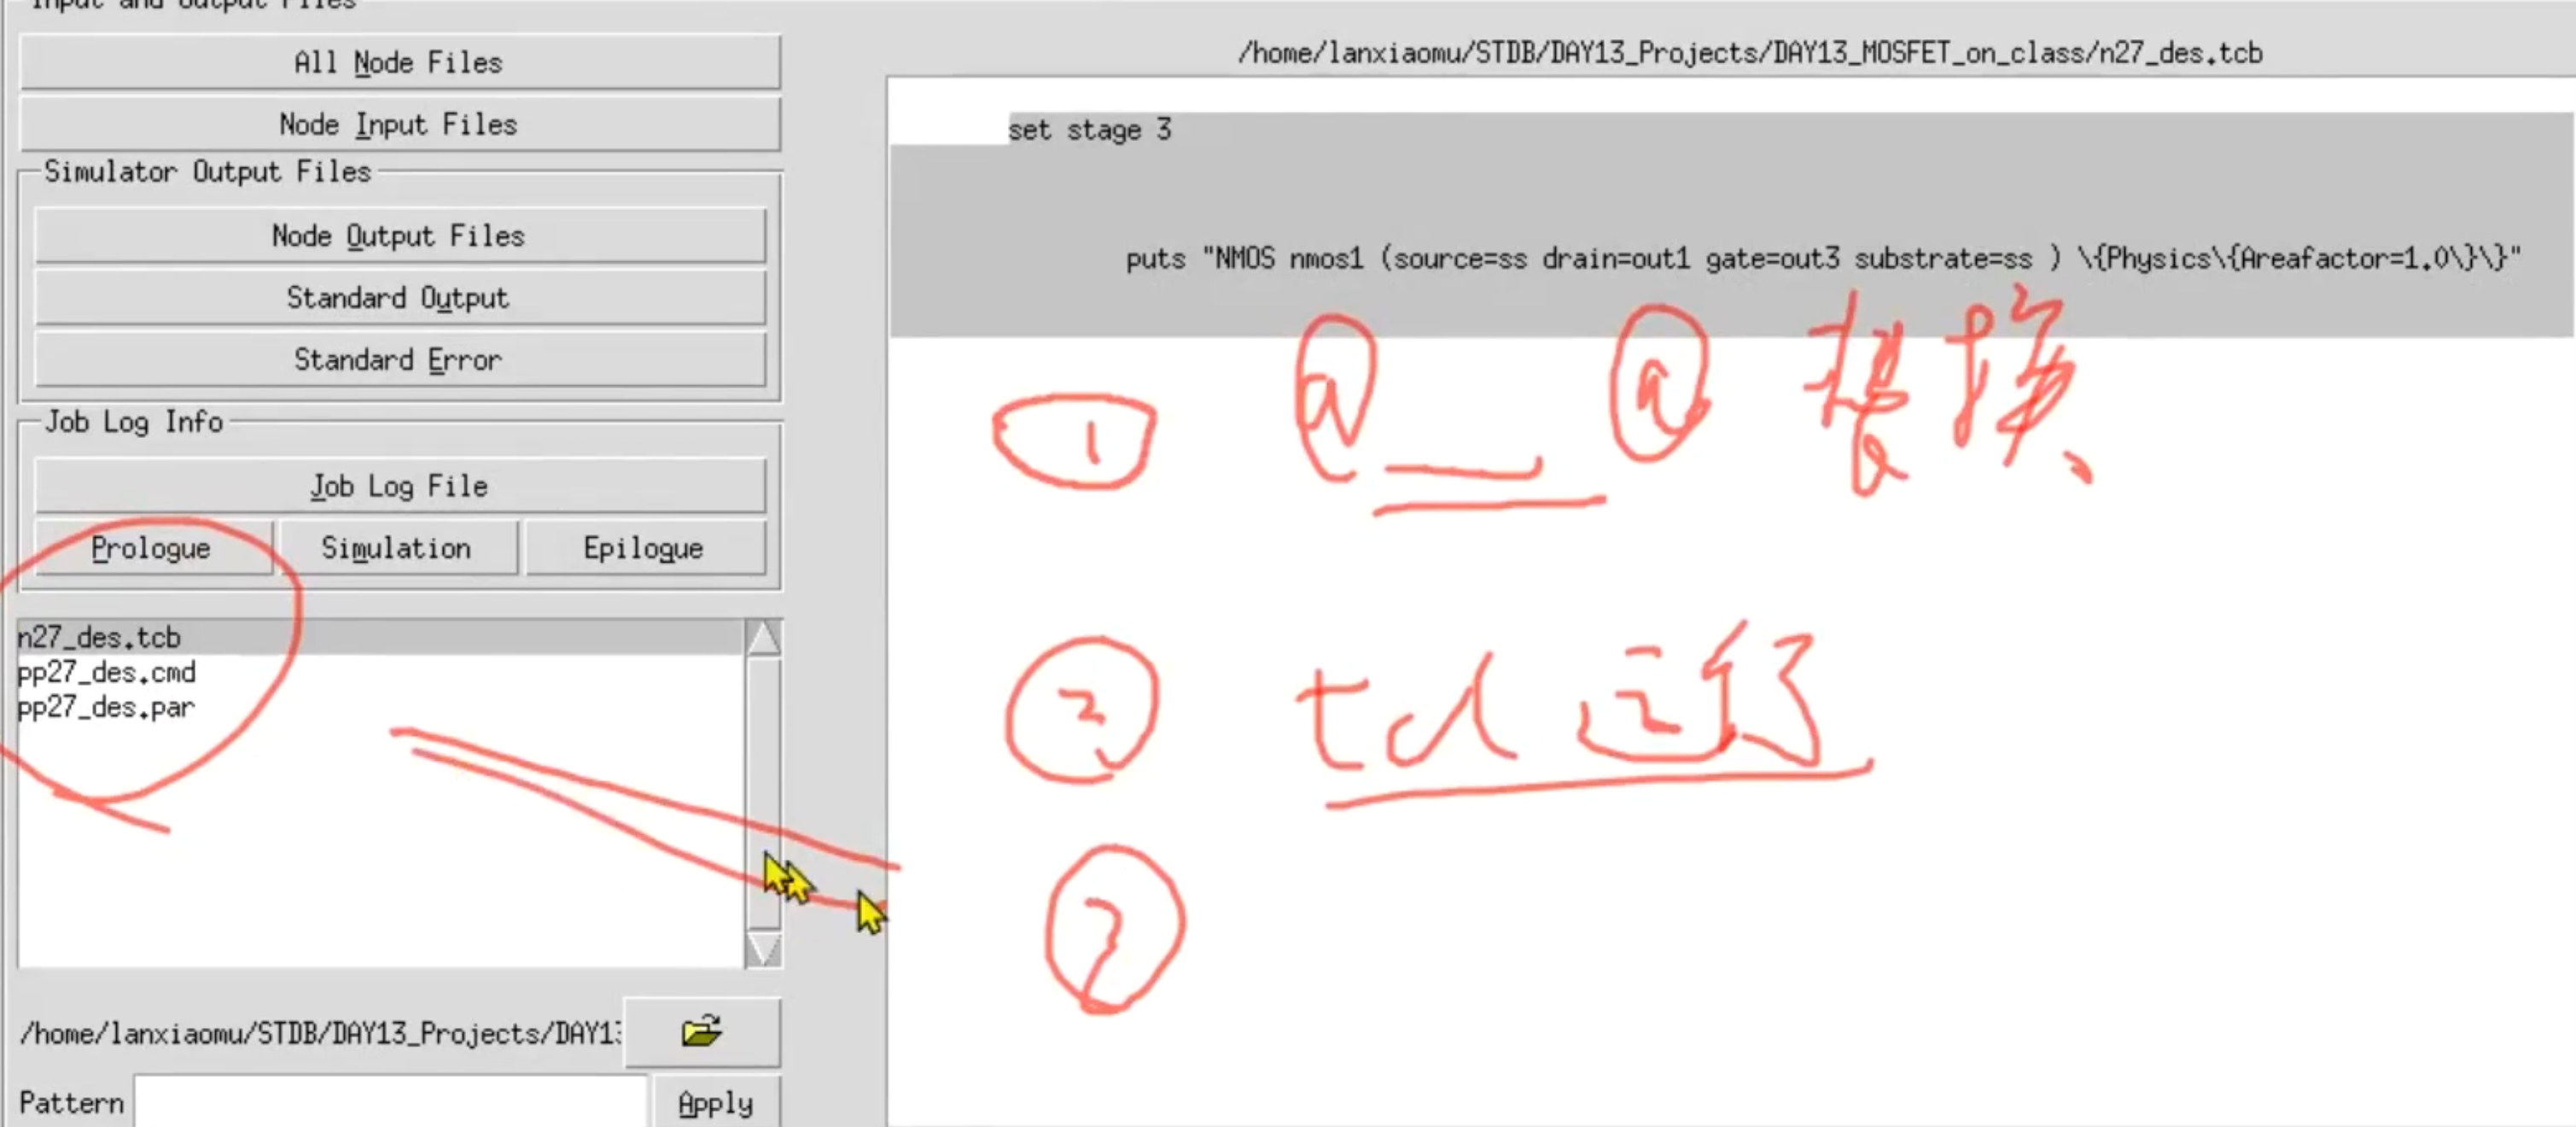 Input and Output Files
All Node Files
Node Input Files
Simulator Output Files
Node Output Files
Standard Output
Standard Error
Job Log Info
Job Log File
Prologue
Simulation
Epilogue
n27_des.tcb
pp27_des.cmd
pp27_des.par
/home/lanxiaomu/STDB/DAY13_Projects/DAY13
Pattern
Apply
/home/lanxiaomu/STDB/DAY13_Projects/DAY13_MOSFET_on_class/n27_des.tcb
set stage 3
puts "NMOS nmos1 (source=ss drain=out1 gate=out3 substrate=ss ) \{Physics\{Areafactor=1.0\}\}"
① @__@ 替换、
② tcl 运行